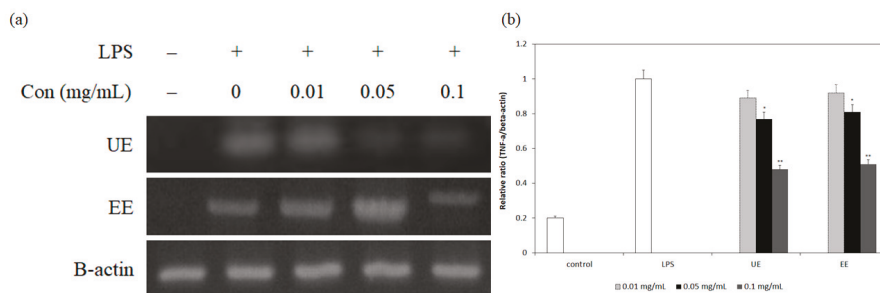 (a)
LPS – + + + +
Con (mg/mL) – 0 0.01 0.05 0.1
UE
EE
B-actin
(b)
Relative ratio (TNF-a/beta-actin)
1.2
1
0.8
0.6
0.4
0.2
0
* ** * **
control LPS UE EE
0.01 mg/mL 0.05 mg/mL 0.1 mg/mL